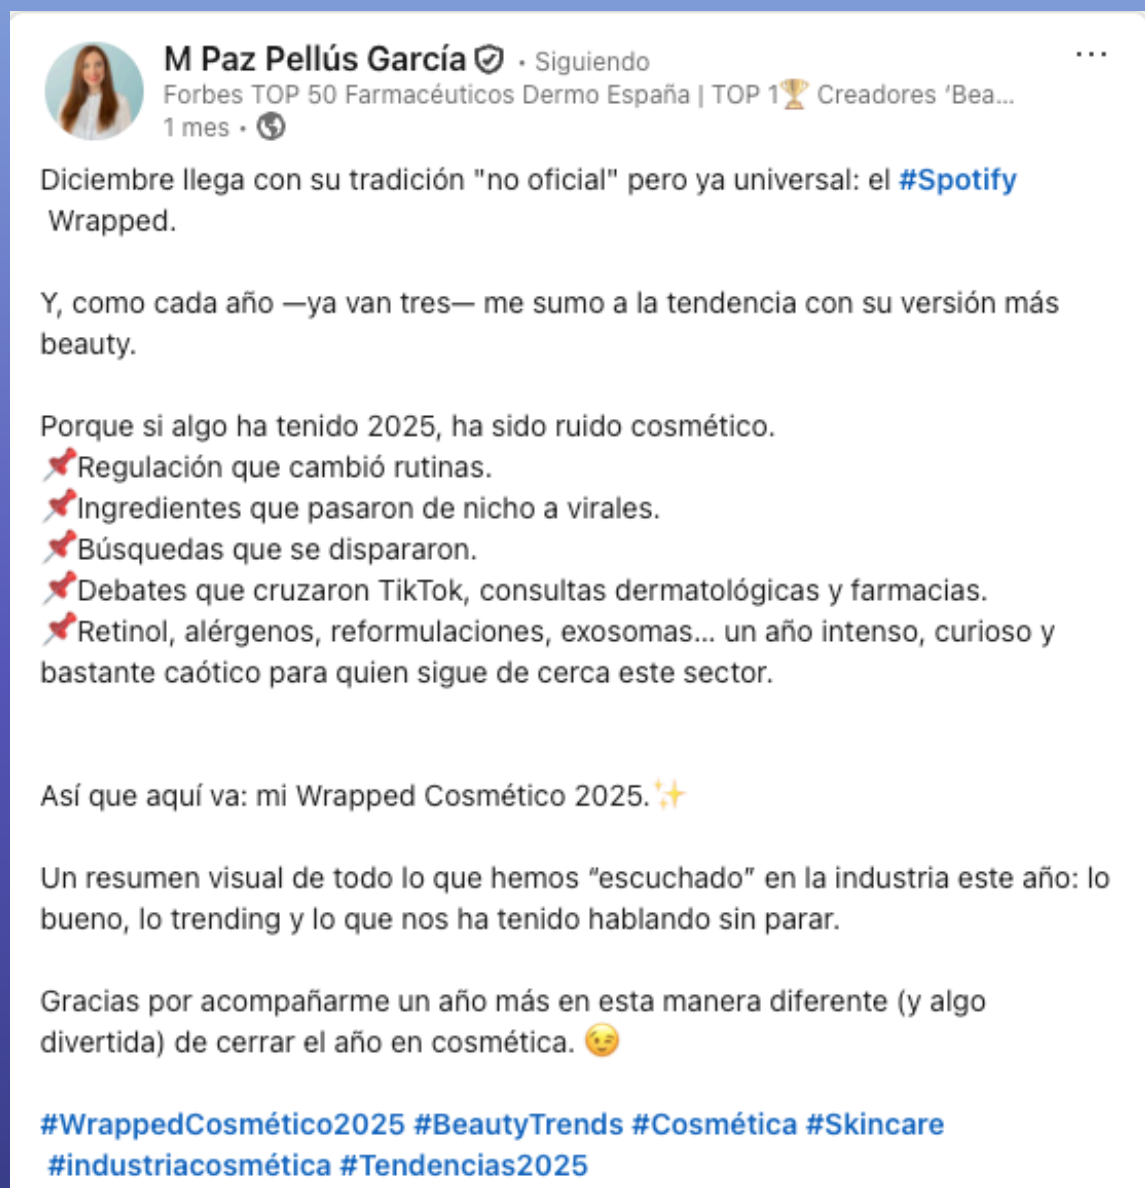 M Paz Pellús García • Siguiendo
Forbes TOP 50 Farmacéuticos Dermo España | TOP 1🏆 Creadores ‘Bea...
1 mes •
Diciembre llega con su tradición "no oficial" pero ya universal: el #Spotify
Wrapped.
Y, como cada año —ya van tres— me sumo a la tendencia con su versión más
beauty.
Porque si algo ha tenido 2025, ha sido ruido cosmético.
📌Regulación que cambió rutinas.
📌Ingredientes que pasaron de nicho a virales.
📌Búsquedas que se dispararon.
📌Debates que cruzaron TikTok, consultas dermatológicas y farmacias.
📌Retinol, alérgenos, reformulaciones, exosomas... un año intenso, curioso y
bastante caótico para quien sigue de cerca este sector.
Así que aquí va: mi Wrapped Cosmético 2025.✨
Un resumen visual de todo lo que hemos “escuchado” en la industria este año: lo
bueno, lo trending y lo que nos ha tenido hablando sin parar.
Gracias por acompañarme un año más en esta manera diferente (y algo
divertida) de cerrar el año en cosmética. 😉
#WrappedCosmético2025 #BeautyTrends #Cosmética #Skincare
#industriacosmética #Tendencias2025